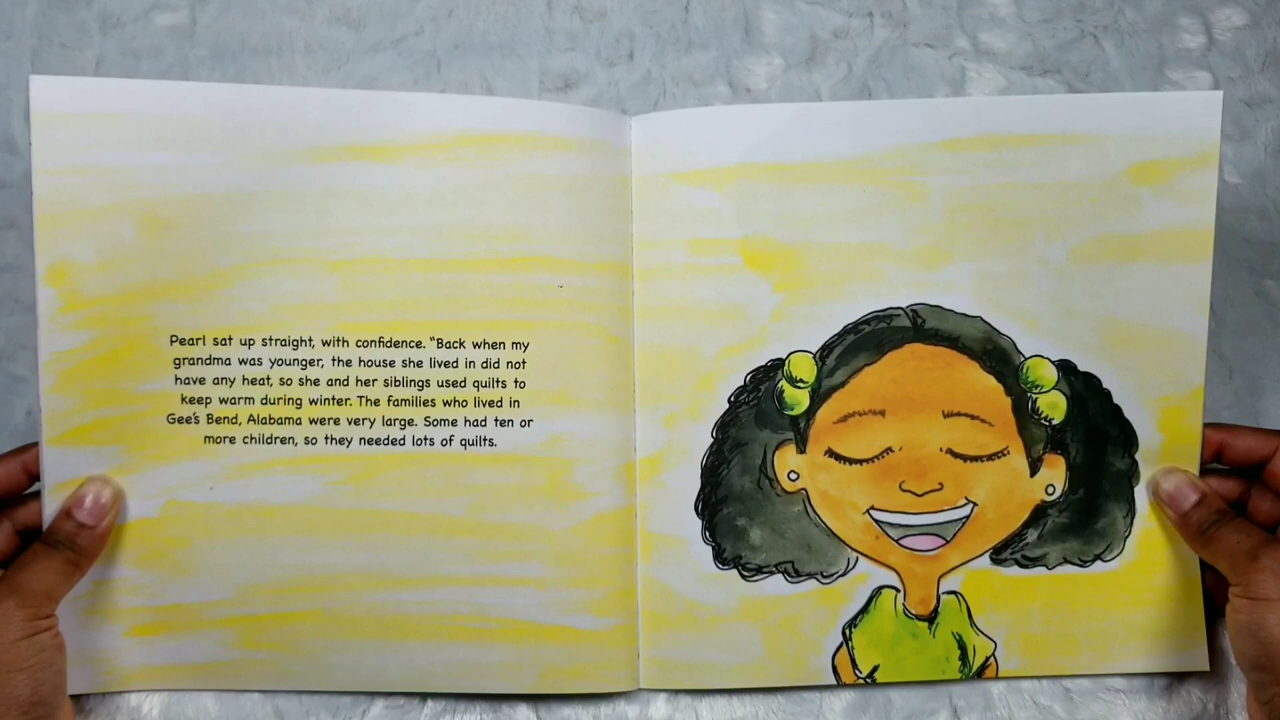 Pearl sat up straight, with confidence. "Back when my
grandma was younger, the house she lived in did not
have any heat, so she and her siblings used quilts to
keep warm during winter. The families who lived in
Gee's Bend, Alabama were very large. Some had ten or
more children, so they needed lots of quilts.